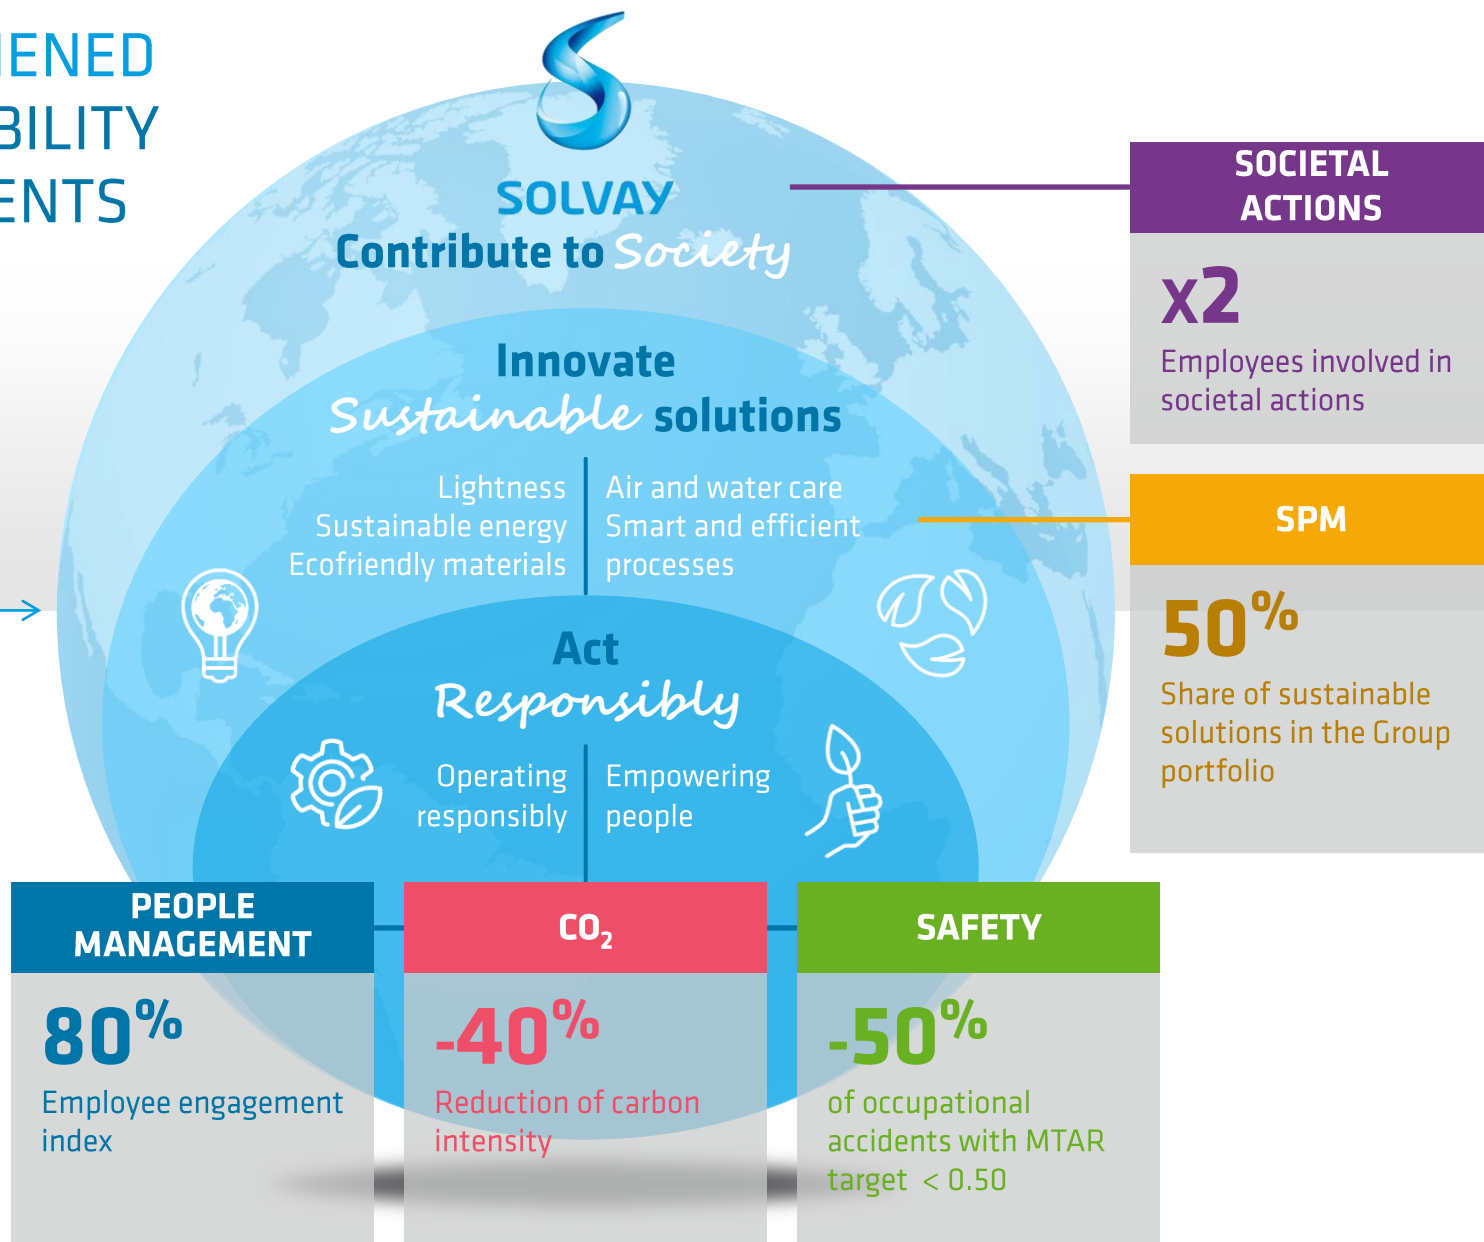 ENED
BILITY
ENTS
SOLVAY
Contribute to Society
Innovate
Sustainable solutions
Lightness
Sustainable energy
Ecofriendly materials
Air and water care
Smart and efficient
processes
Act
Responsibly
Operating
responsibly
Empowering
people
SOCIETAL
ACTIONS
x2
Employees involved in
societal actions
SPM
50%
Share of sustainable
solutions in the Group
portfolio
PEOPLE
MANAGEMENT
80%
Employee engagement
index
CO₂
-40%
Reduction of carbon
intensity
SAFETY
-50%
of occupational
accidents with MTAR
target < 0.50